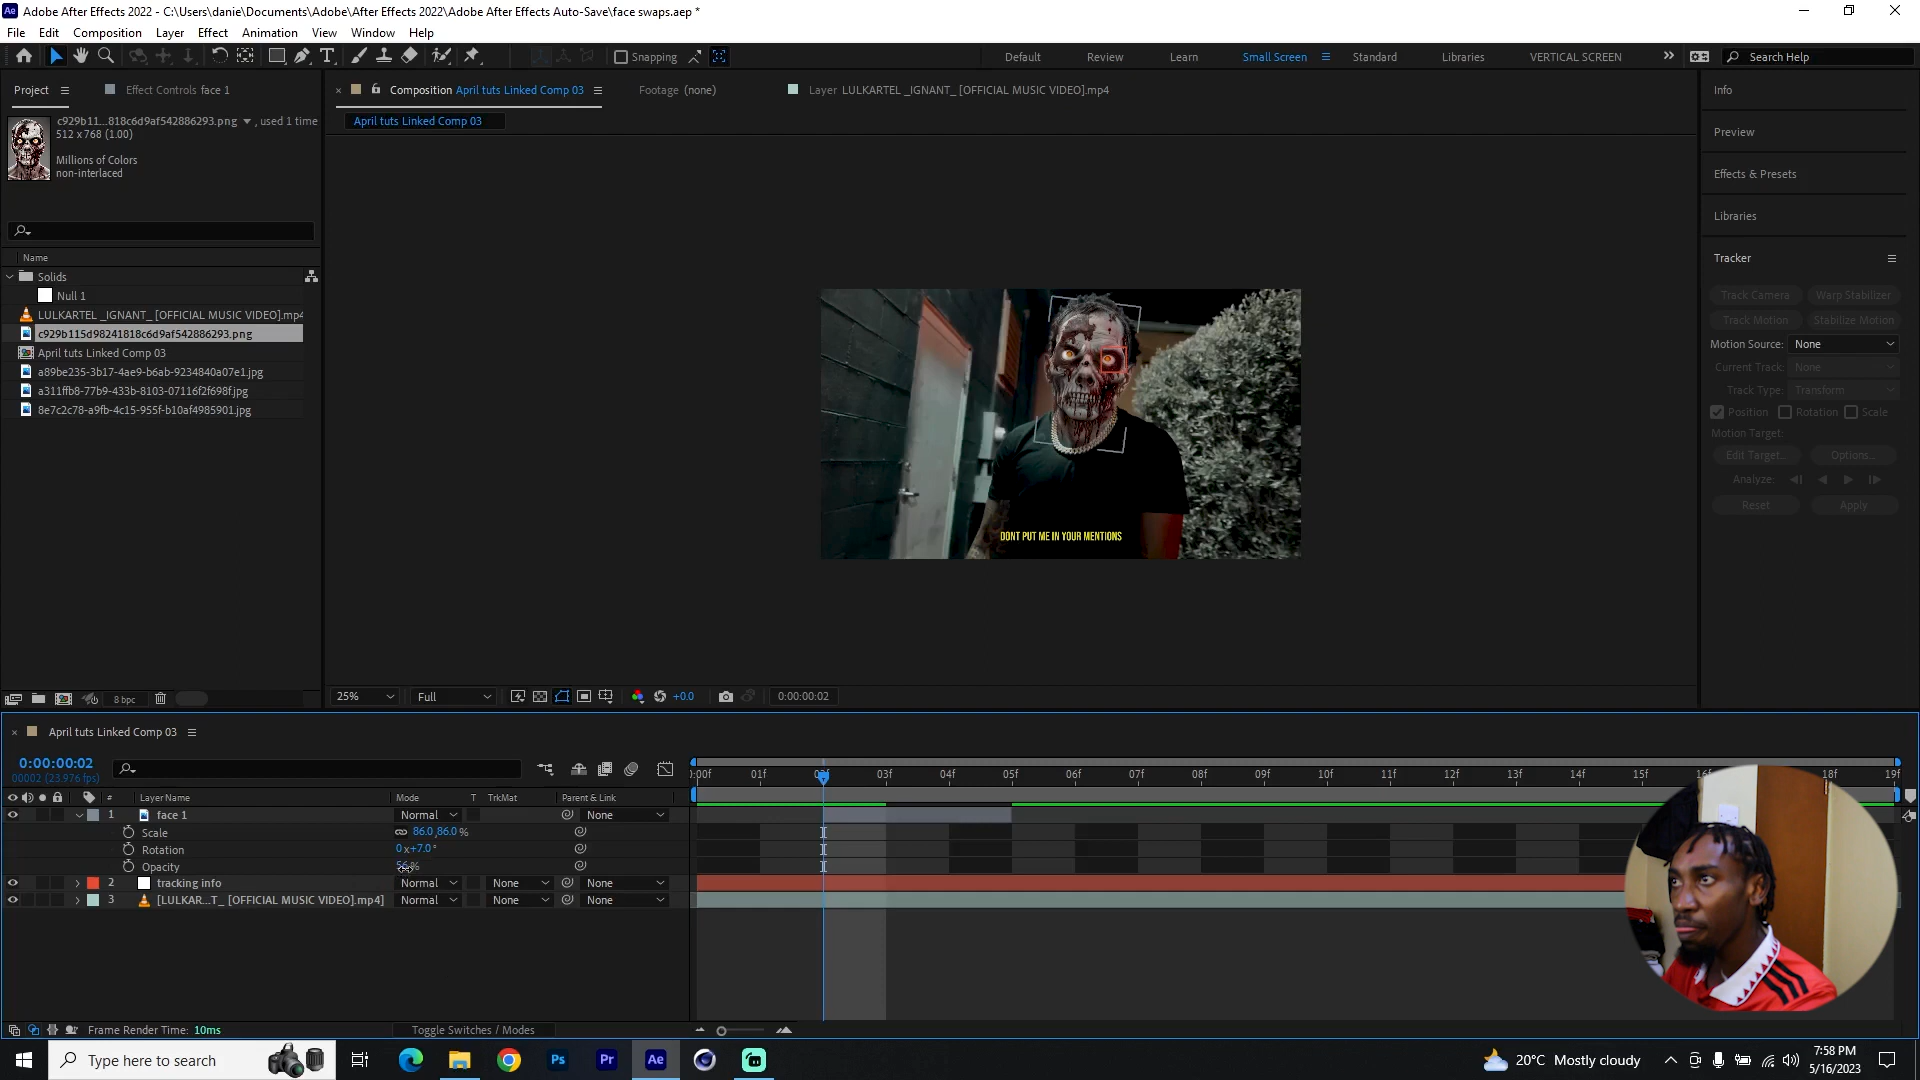 Adobe After Effects 2022 - C:\Users\danie\Documents\Adobe\After Effects 2022\Adobe After Effects Auto-Save\face swaps.aep *
File Edit Composition Layer Effect Animation View Window Help
Snapping
Default Review Learn Small Screen Standard Libraries VERTICAL SCREEN Search Help
Project Effect Controls face 1
Composition April tuts Linked Comp 03 Footage (none) Layer LULKARTEL _IGNANT_ [OFFICIAL MUSIC VIDEO].mp4
April tuts Linked Comp 03
c929b11...818c6d9af542886293.png , used 1 time
512 x 768 (1.00)
Millions of Colors
non-interlaced
Name
Solids
Null 1
LULKARTEL _IGNANT_ [OFFICIAL MUSIC VIDEO].mp4
c929b115d98241818c6d9af542886293.png
April tuts Linked Comp 03
a89be235-3b17-4ae9-b6ab-9234840a07e1.jpg
a311ffb8-77b9-433b-8103-07116f2f698f.jpg
8e7c2c78-a9fb-4c15-955f-b10af4985901.jpg
8 bpc
DONT PUT ME IN YOUR MENTIONS
25% Full +0.0 0:00:00:02
Info
Preview
Effects & Presets
Libraries
Tracker
Track Camera Warp Stabilizer
Track Motion Stabilize Motion
Motion Source: None
Current Track: None
Track Type: Transform
Position Rotation Scale
Motion Target:
Edit Target... Options...
Analyze:
Reset Apply
April tuts Linked Comp 03
0:00:00:02
00002 (23.976 fps)
01f 03f 04f 05f 06f 07f 08f 09f 10f 11f 12f 13f 14f 15f 18f 19f
# Layer Name Mode T TrkMat Parent & Link
1 face 1 Normal None
Scale 86.0,86.0 %
Rotation 0x+7.0°
Opacity
2 tracking info Normal None None
3 [LULKAR...T_ [OFFICIAL MUSIC VIDEO].mp4] Normal None None
Frame Render Time: 10ms Toggle Switches / Modes
Type here to search
Ps Pr Ae
20°C Mostly cloudy
7:58 PM
5/16/2023